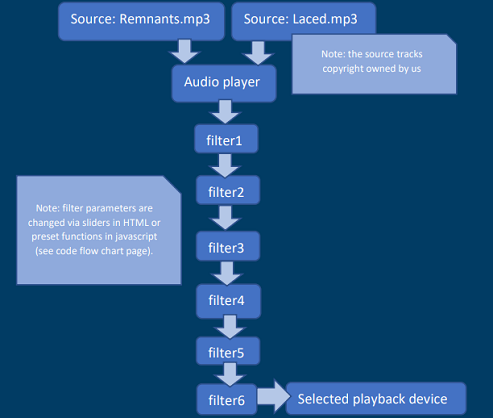 Source: Remnants.mp3
Source: Laced.mp3
Note: the source tracks
copyright owned by us
Audio player
filter1
filter2
Note: filter parameters are
changed via sliders in HTML or
preset functions in javascript
(see code flow chart page).
filter3
filter4
filter5
filter6
Selected playback device